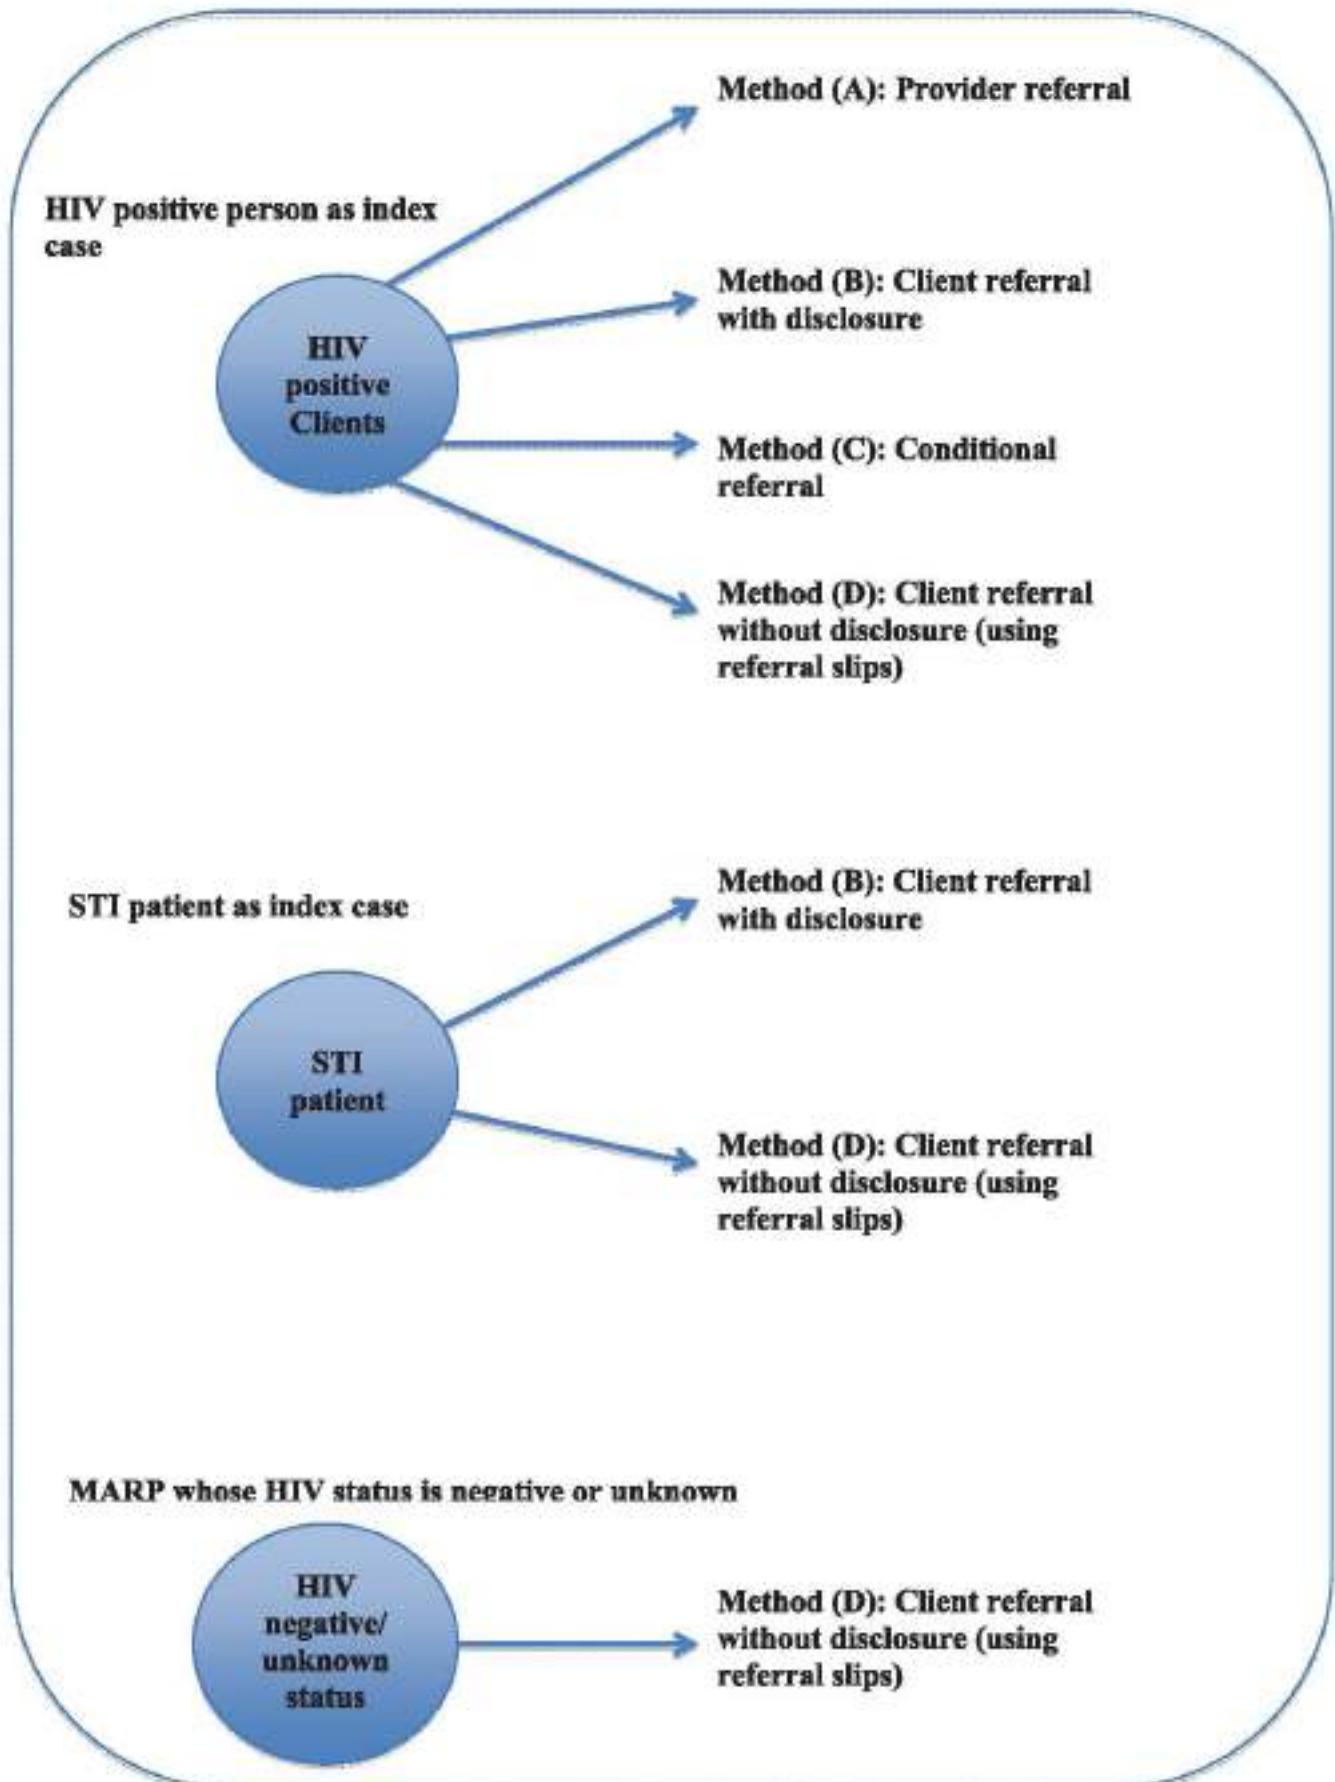 Method (A): Provider referral
HIV positive person as index
case
Method (B): Client referral
with disclosure
HIV
positive
Clients
Method (C): Conditional
referral
Method (D): Client referral
without disclosure (using
referral slips)
STI patient as index case
Method (B): Client referral
with disclosure
STI
patient
Method (D): Client referral
without disclosure (using
referral slips)
MARP whose HIV status is negative or unknown
HIV
negative/
unknown
status
Method (D): Client referral
without disclosure (using
referral slips)